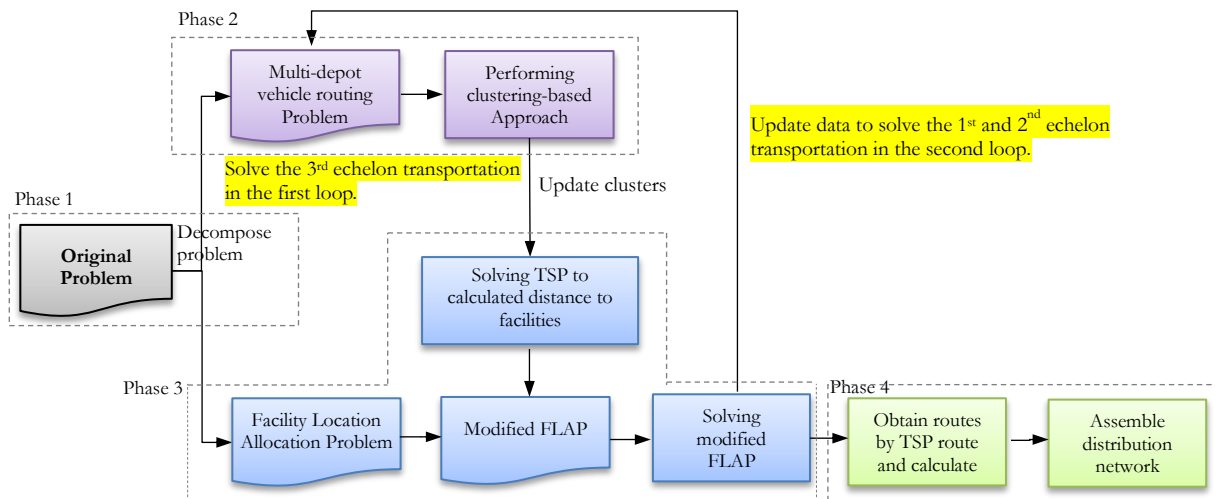 Phase 2
Multi-depot
vehicle routing
Problem
Performing
clustering-based
Approach
Update data to solve the 1st and 2nd echelon
transportation in the second loop.
Solve the 3rd echelon transportation
in the first loop.
Update clusters
Phase 1
Decompose
problem
Original
Problem
Solving TSP to
calculated distance to
facilities
Phase 3
Facility Location
Allocation Problem
Modified FLAP
Solving
modified
FLAP
Phase 4
Obtain routes
by TSP route
and calculate
Assemble
distribution
network